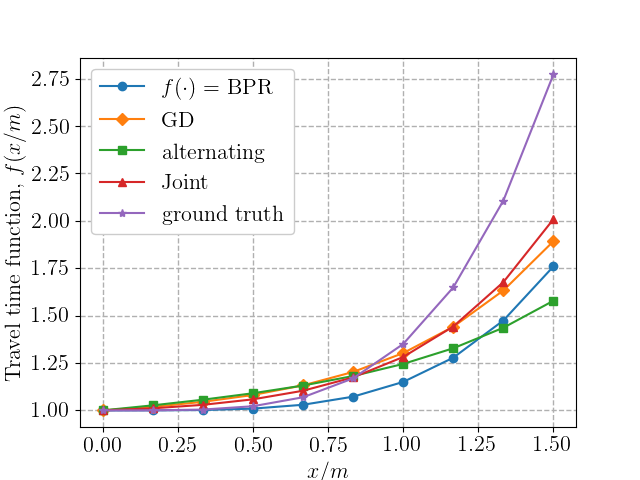 f(·) = BPR
GD
alternating
Joint
ground truth
Travel time function, f(x/m)
2.75
2.50
2.25
2.00
1.75
1.50
1.25
1.00
0.00 0.25 0.50 0.75 1.00 1.25 1.50
x/m